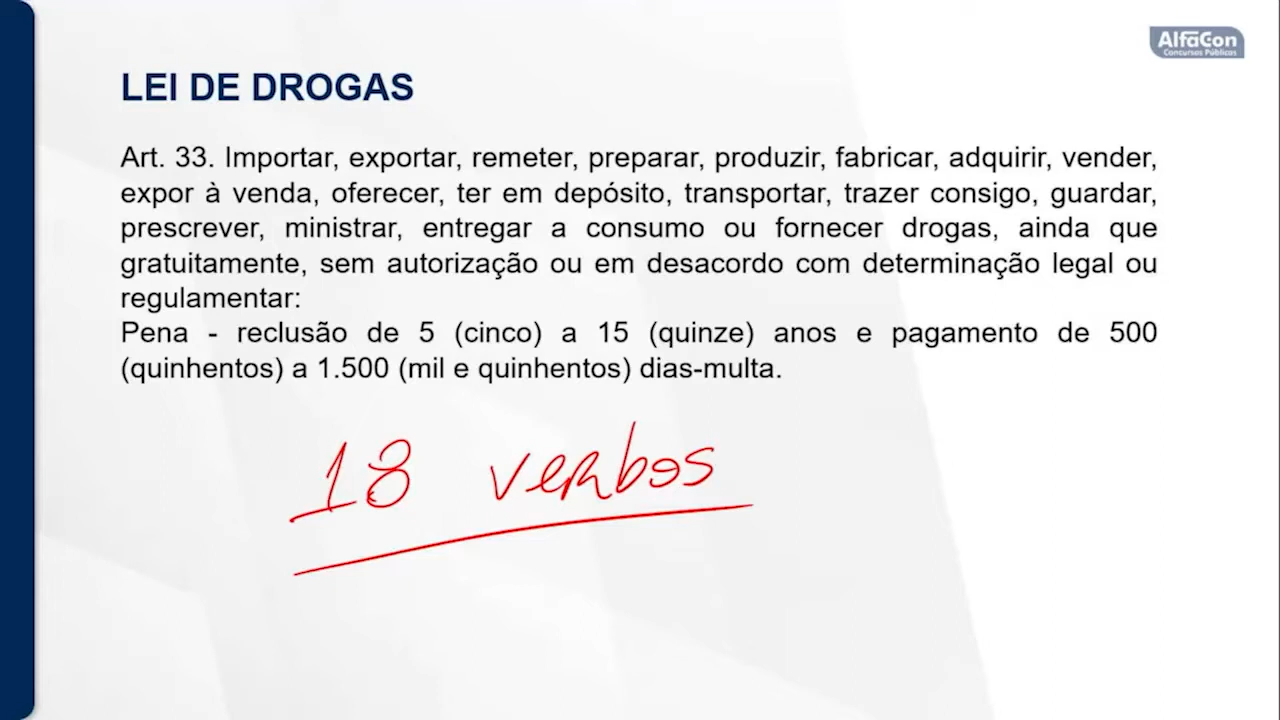 AlfaCon
Concursos Públicos
LEI DE DROGAS
Art. 33. Importar, exportar, remeter, preparar, produzir, fabricar, adquirir, vender,
expor à venda, oferecer, ter em depósito, transportar, trazer consigo, guardar,
prescrever, ministrar, entregar a consumo ou fornecer drogas, ainda que
gratuitamente, sem autorização ou em desacordo com determinação legal ou
regulamentar:
Pena - reclusão de 5 (cinco) a 15 (quinze) anos e pagamento de 500
(quinhentos) a 1.500 (mil e quinhentos) dias-multa.
18 verbos